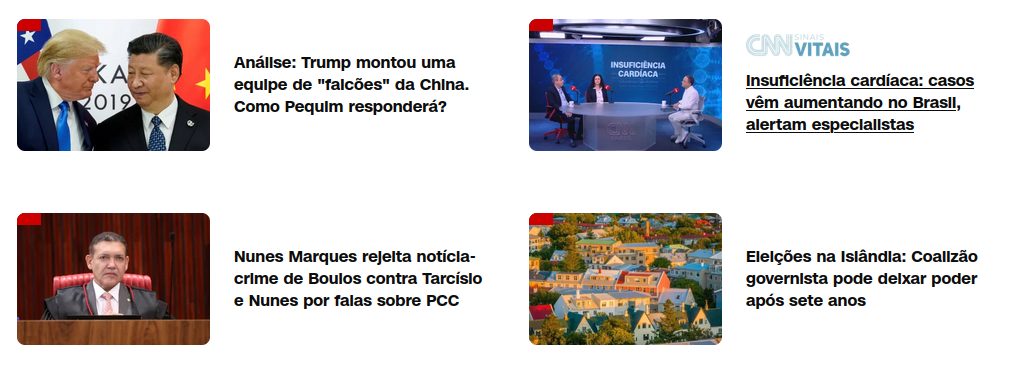 KA
2019
Análise: Trump montou uma
equipe de "falcões" da China.
Como Pequim responderá?
INSUFICIÊNCIA
CARDÍACA
CNN SINAIS
VITAIS
Insuficiência cardíaca: casos
vêm aumentando no Brasil,
alertam especialistas
Nunes Marques rejeita notícia-
crime de Boulos contra Tarcísio
e Nunes por falas sobre PCC
Eleições na Islândia: Coalizão
governista pode deixar poder
após sete anos